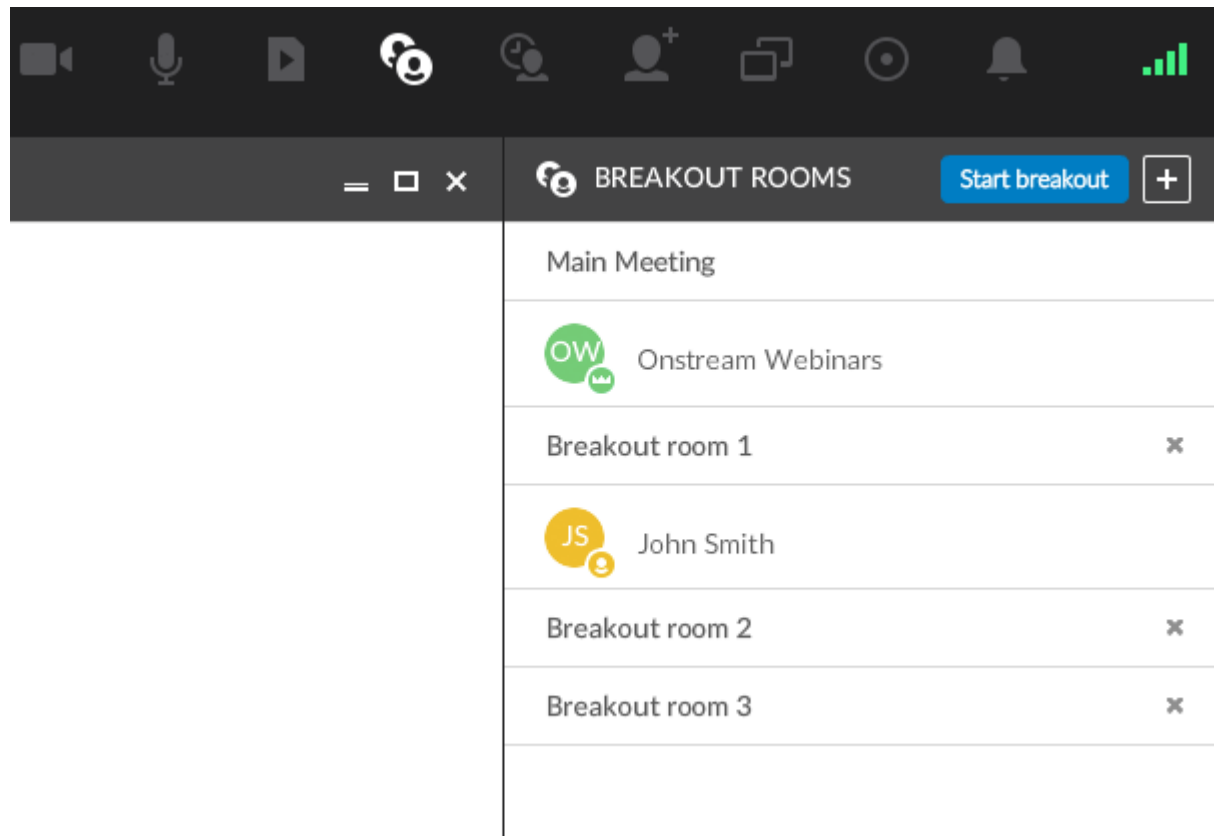 BREAKOUT ROOMS
Start breakout
+
Main Meeting
OW
Onstream Webinars
Breakout room 1
JS
John Smith
Breakout room 2
Breakout room 3